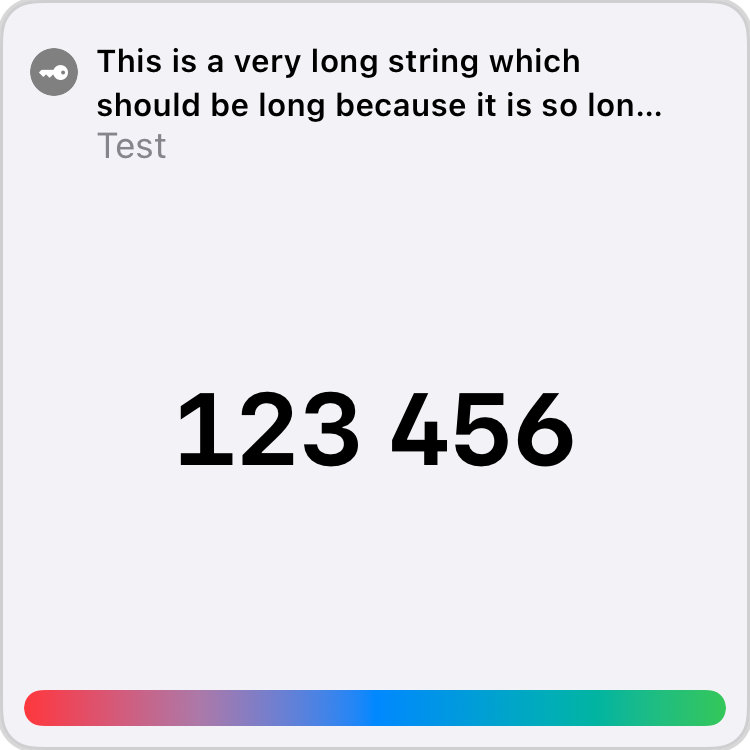 This is a very long string which
should be long because it is so lon...
Test
123 456